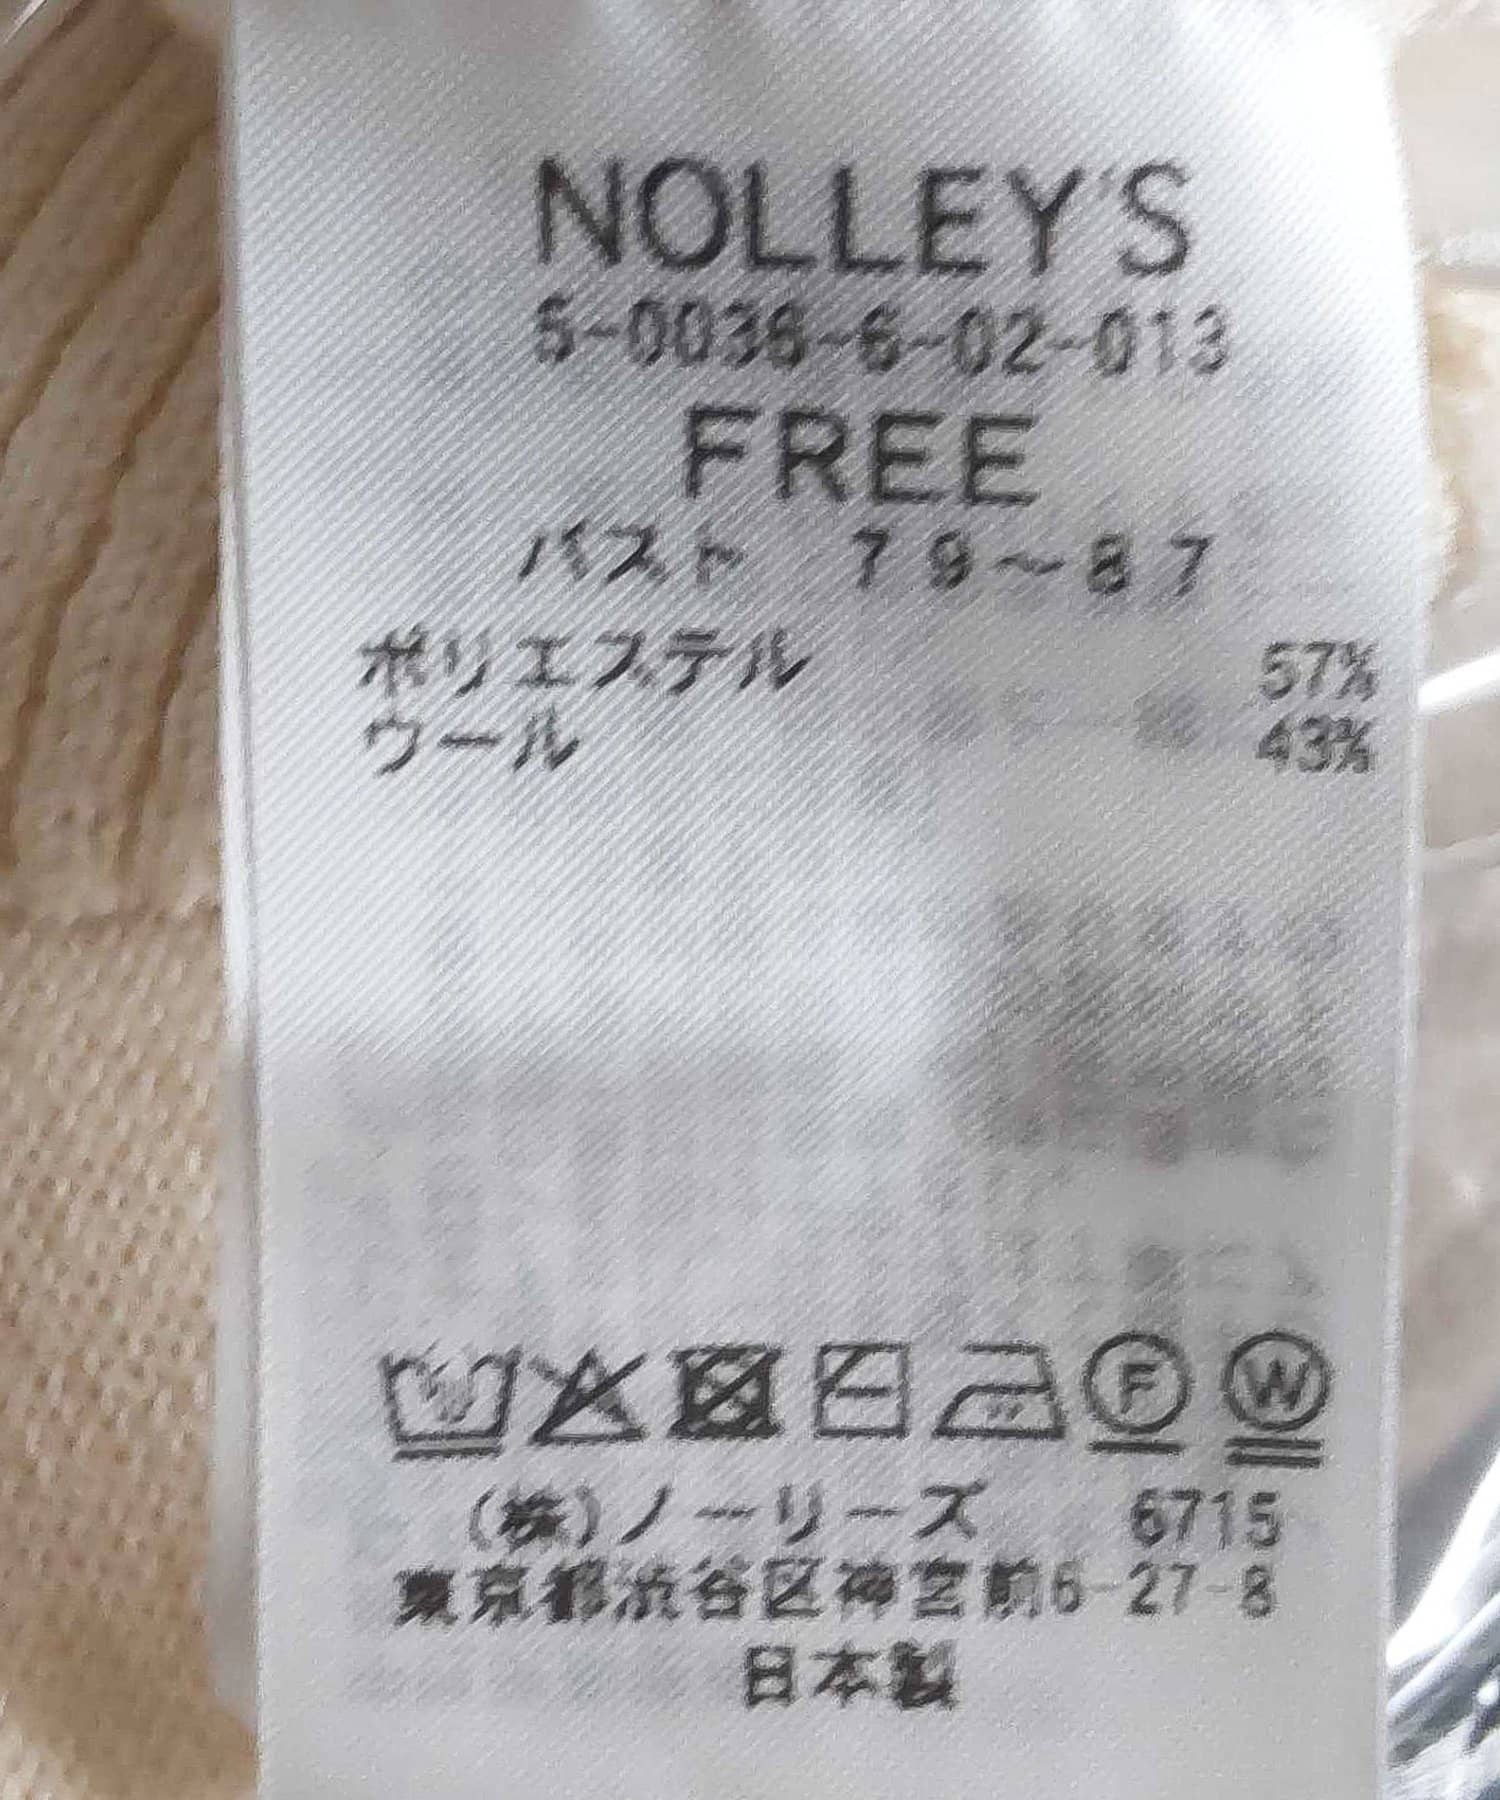 NOLLEY'S
5-0038-6-02-013
FREE
バスト 79～87
ポリエステル 57%
ウール 43%
F W
(株)ノーリーズ 6715
東京都渋谷区神宮前6-27-8
日本製